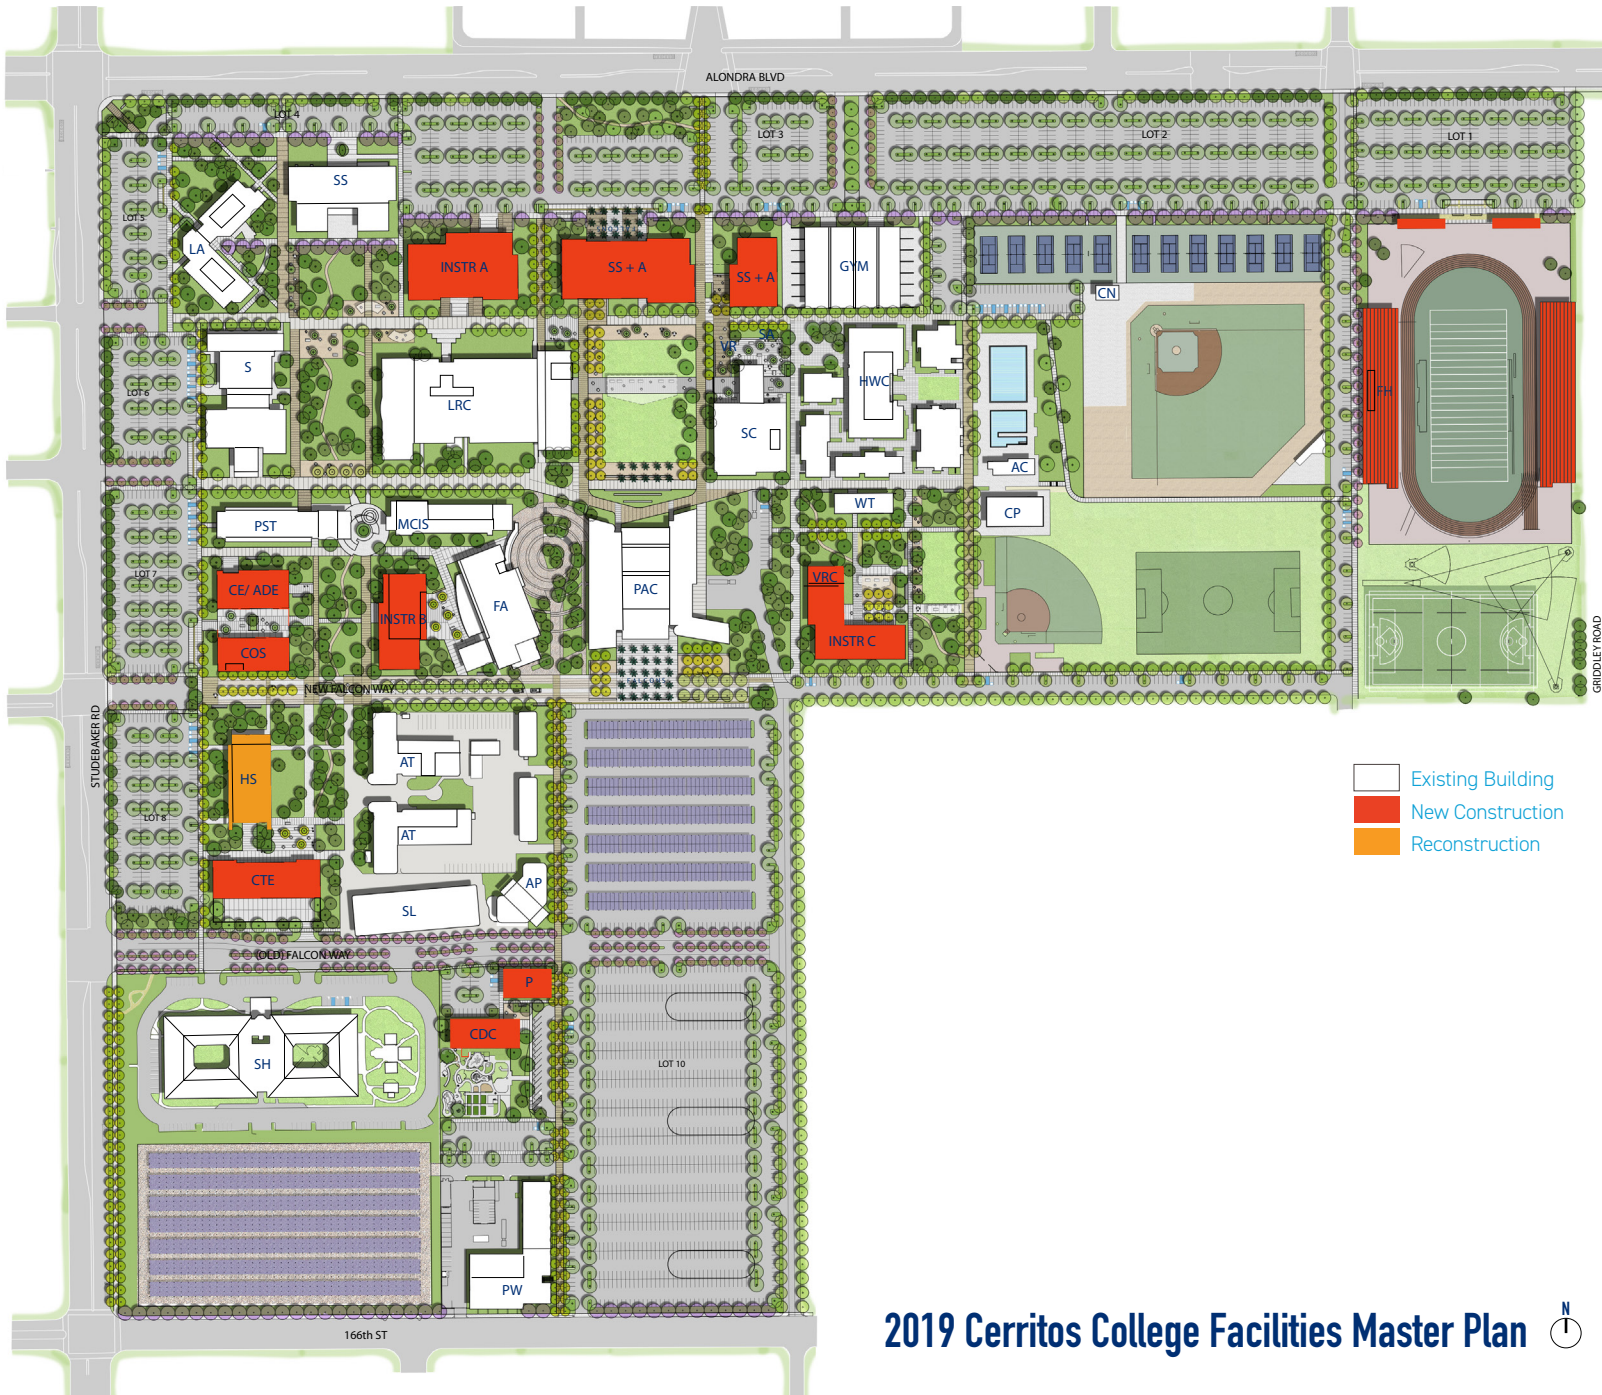 ALONDRA BLVD
LOT 4
LOT 3
LOT 2
LOT 1
SS
LOT 5
LA
INSTR A
SS + A
SS + A
GYM
CN
S
LOT 6
LRC
VR
SC
HWC
FH
AC
PST
MCIS
WT
CP
LOT 7
CE/ ADE
INSTR B
FA
PAC
VRC
INSTR C
COS
GRIDDLEY ROAD
NEW FALCON WAY
FALCONS
STUDEBAKER RD
HS
AT
LOT 8
AT
CTE
SL
AP
Existing Building
New Construction
Reconstruction
(OLD) FALCON WAY
P
CDC
SH
LOT 10
PW
166th ST
2019 Cerritos College Facilities Master Plan
N